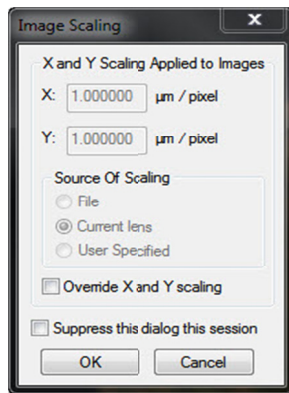 Image Scaling
X
X and Y Scaling Applied to Images
X: 1.000000 µm / pixel
Y: 1.000000 µm / pixel
Source Of Scaling
File
Current lens
User Specified
Override X and Y scaling
Suppress this dialog this session
OK Cancel